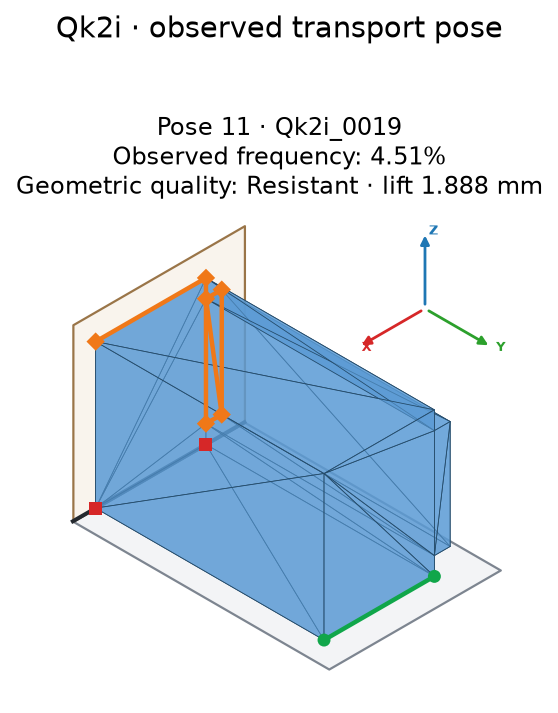 Qk2i · observed transport pose
Pose 11 · Qk2i_0019
Observed frequency: 4.51%
Geometric quality: Resistant · lift 1.888 mm
Z
X
Y